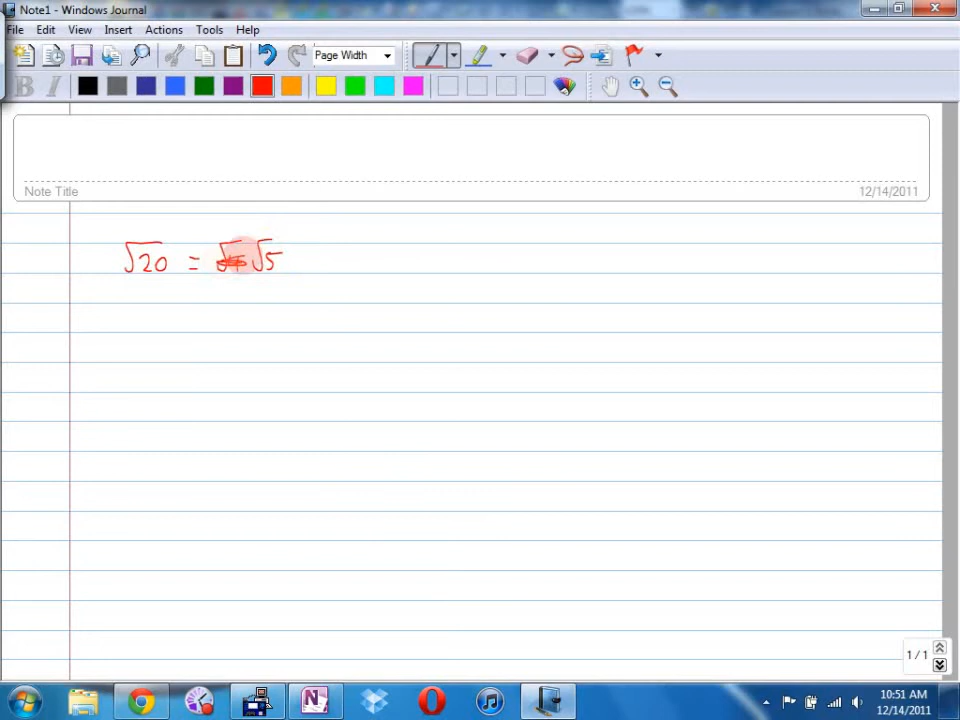 Note1 - Windows Journal
File Edit View Insert Actions Tools Help
Page Width
B I
Note Title 12/14/2011
√20 = √4 √5
1 / 1
10:51 AM
12/14/2011